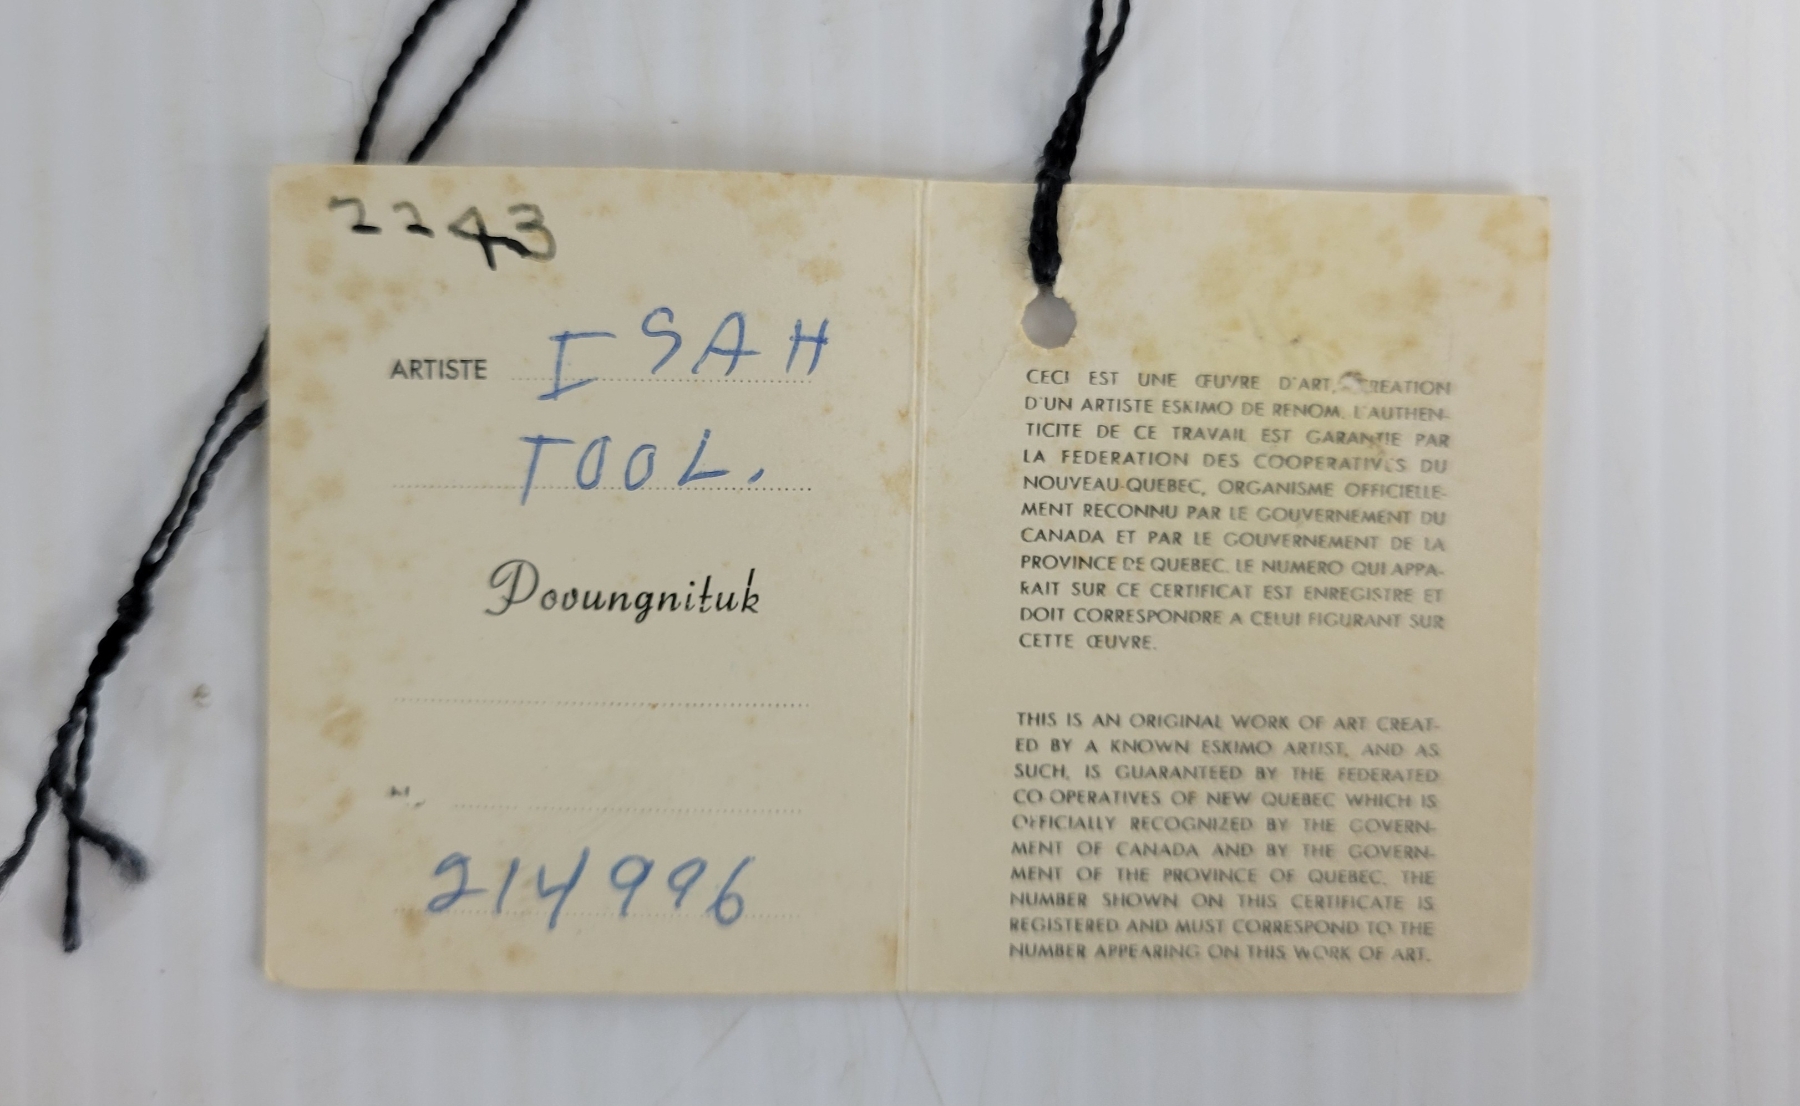 2243
ARTISTE ISAH
TOOL.
Povungnituk
N.
214996
CECI EST UNE ŒUVRE D'ART, CREATION
D'UN ARTISTE ESKIMO DE RENOM. L'AUTHEN-
TICITE DE CE TRAVAIL EST GARANTIE PAR
LA FEDERATION DES COOPERATIVES DU
NOUVEAU-QUEBEC, ORGANISME OFFICIELLE-
MENT RECONNU PAR LE GOUVERNEMENT DU
CANADA ET PAR LE GOUVERNEMENT DE LA
PROVINCE DE QUEBEC. LE NUMERO QUI APPA-
RAIT SUR CE CERTIFICAT EST ENREGISTRE ET
DOIT CORRESPONDRE A CELUI FIGURANT SUR
CETTE ŒUVRE.
THIS IS AN ORIGINAL WORK OF ART CREAT-
ED BY A KNOWN ESKIMO ARTIST, AND AS
SUCH, IS GUARANTEED BY THE FEDERATED
CO-OPERATIVES OF NEW QUEBEC WHICH IS
OFFICIALLY RECOGNIZED BY THE GOVERN-
MENT OF CANADA AND BY THE GOVERN-
MENT OF THE PROVINCE OF QUEBEC. THE
NUMBER SHOWN ON THIS CERTIFICATE IS
REGISTERED AND MUST CORRESPOND TO THE
NUMBER APPEARING ON THIS WORK OF ART.